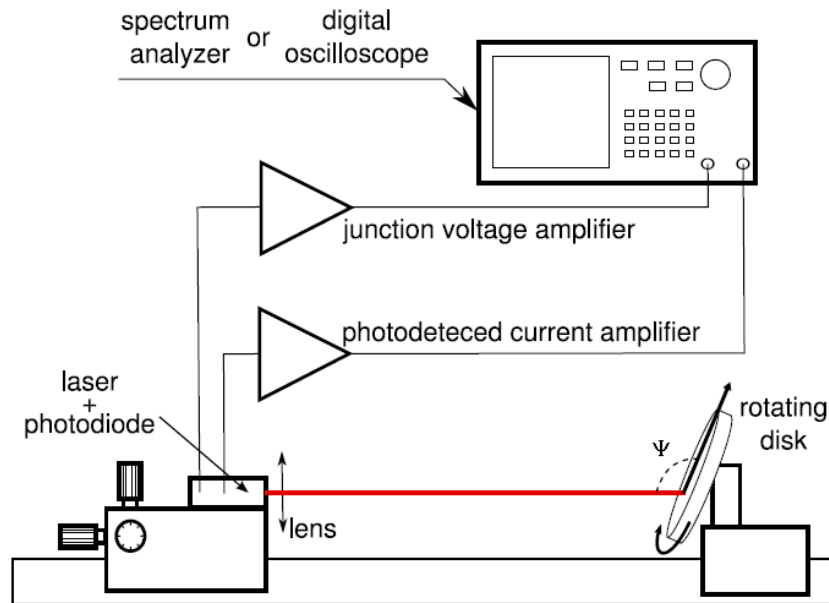 spectrum
analyzer
or
digital
oscilloscope
junction voltage amplifier
photodeteced current amplifier
laser
+
photodiode
lens
Ψ
rotating
disk